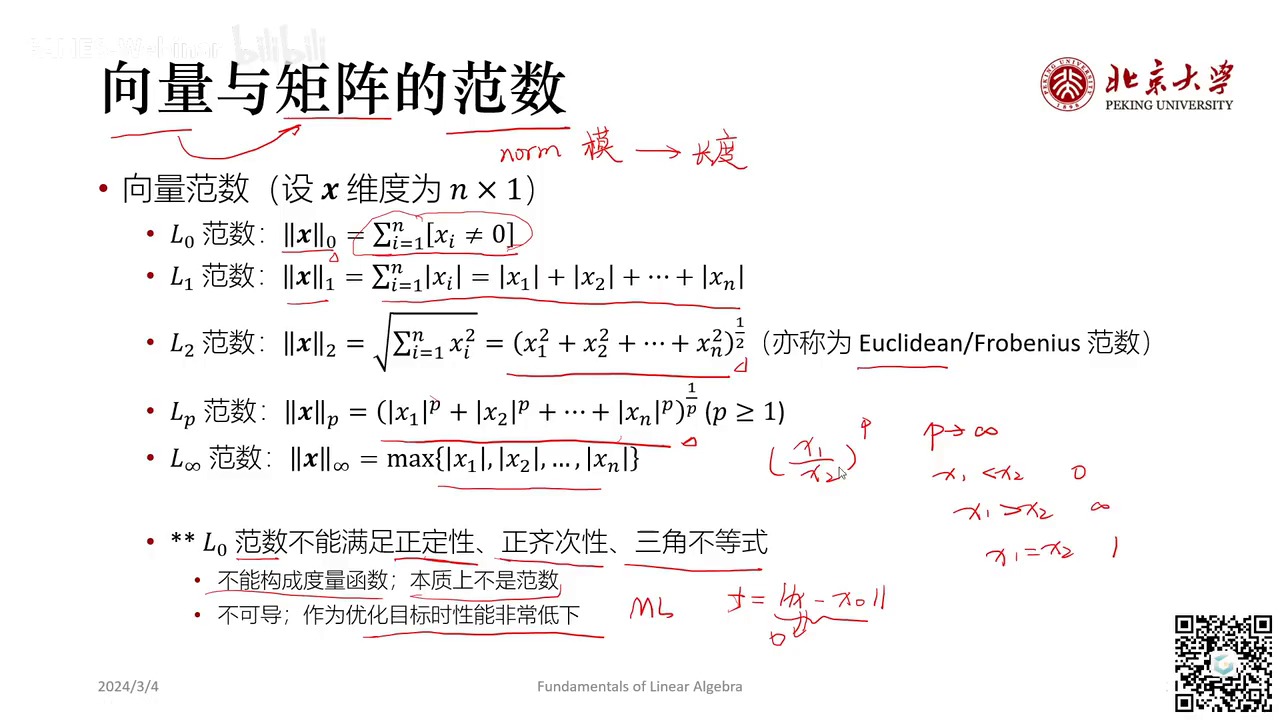 bilibili
向量与矩阵的范数
北京大学
PEKING UNIVERSITY
norm 模 → 长度
• 向量范数（设 x 维度为 n × 1）
• L₀ 范数：‖x‖₀ = ∑ᵢ₌₁ⁿ[xᵢ ≠ 0]
• L₁ 范数：‖x‖₁ = ∑ᵢ₌₁ⁿ|xᵢ| = |x₁| + |x₂| + ⋯ + |xₙ|
• L₂ 范数：‖x‖₂ = √(∑ᵢ₌₁ⁿ xᵢ²) = (x₁² + x₂² + ⋯ + xₙ²)^(1/2)（亦称为 Euclidean/Frobenius 范数）
• Lₚ 范数：‖x‖ₚ = (|x₁|ᵖ + |x₂|ᵖ + ⋯ + |xₙ|ᵖ)^(1/p) (p ≥ 1)
• L∞ 范数：‖x‖∞ = max{|x₁|, |x₂|, …, |xₙ|}
(x₁/x₂)ᵖ p→∞
x₁<x₂ 0
x₁>x₂ ∞
x₁=x₂ 1
• ** L₀ 范数不能满足正定性、正齐次性、三角不等式
• 不能构成度量函数；本质上不是范数
• 不可导；作为优化目标时性能非常低下
ML J = ‖x - x₀‖
0
2024/3/4
Fundamentals of Linear Algebra